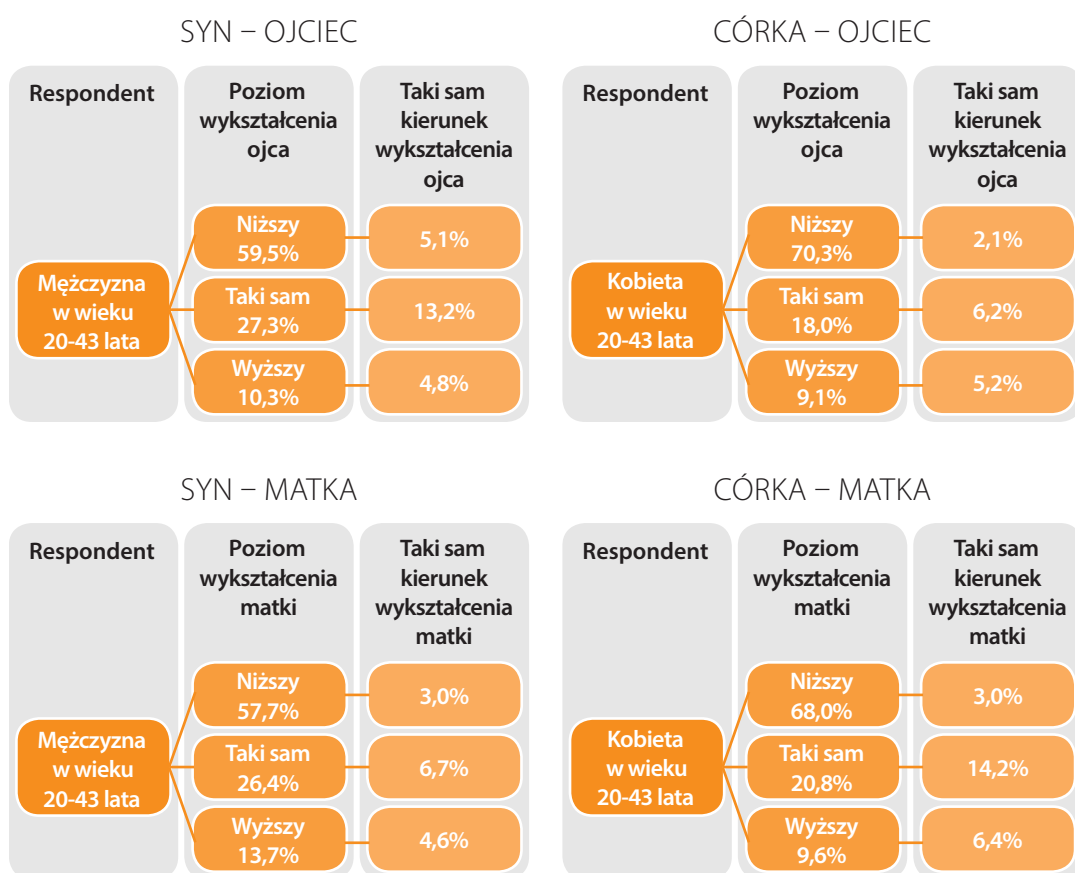 SYN – OJCIEC
Respondent
Poziom
wykształcenia
ojca
Taki sam
kierunek
wykształcenia
ojca
Mężczyzna
w wieku
20-43 lata
Niższy
59,5%
5,1%
Taki sam
27,3%
13,2%
Wyższy
10,3%
4,8%
CÓRKA – OJCIEC
Respondent
Poziom
wykształcenia
ojca
Taki sam
kierunek
wykształcenia
ojca
Kobieta
w wieku
20-43 lata
Niższy
70,3%
2,1%
Taki sam
18,0%
6,2%
Wyższy
9,1%
5,2%
SYN – MATKA
Respondent
Poziom
wykształcenia
matki
Taki sam
kierunek
wykształcenia
matki
Mężczyzna
w wieku
20-43 lata
Niższy
57,7%
3,0%
Taki sam
26,4%
6,7%
Wyższy
13,7%
4,6%
CÓRKA – MATKA
Respondent
Poziom
wykształcenia
matki
Taki sam
kierunek
wykształcenia
matki
Kobieta
w wieku
20-43 lata
Niższy
68,0%
3,0%
Taki sam
20,8%
14,2%
Wyższy
9,6%
6,4%